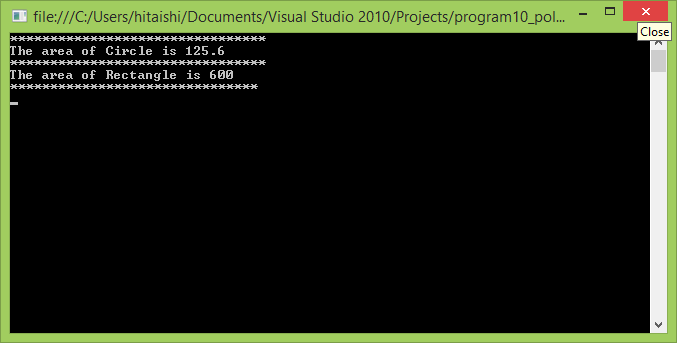 file:///C:/Users/hitaishi/Documents/Visual Studio 2010/Projects/program10_pol...
Close
********************************
The area of Circle is 125.6
********************************
The area of Rectangle is 600
*******************************